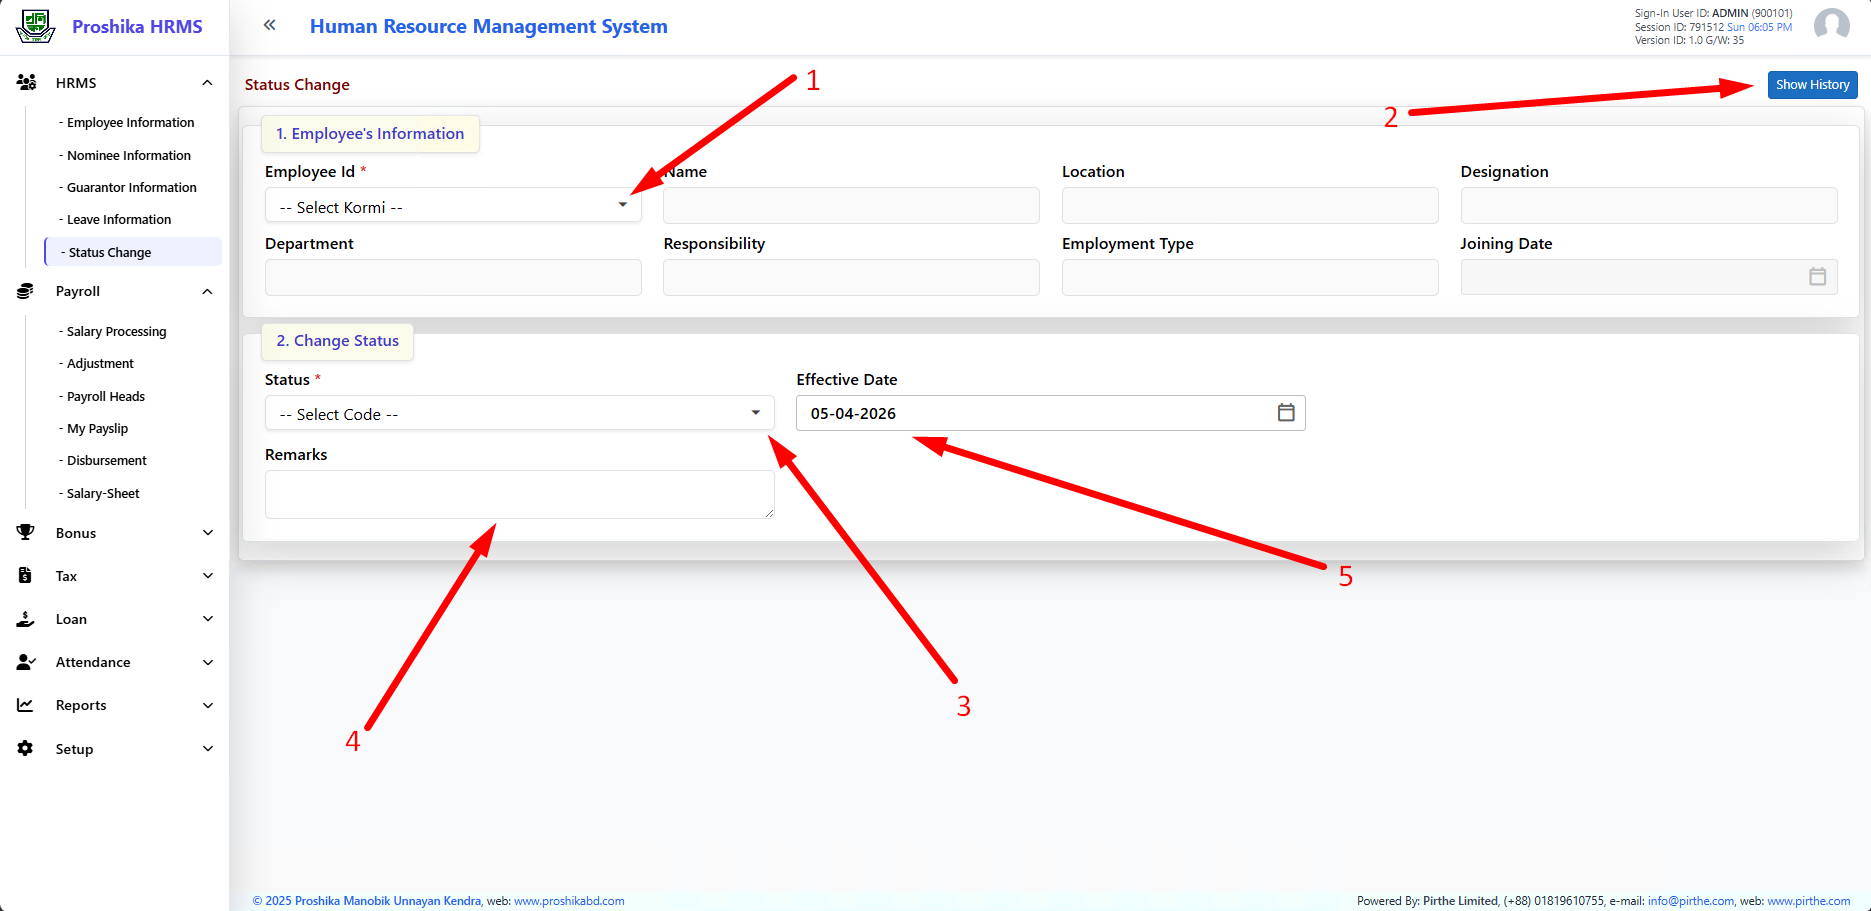 Proshika HRMS
Human Resource Management System
Sign-In User ID: ADMIN (900101)
Session ID: 791512 Sun 06:05 PM
Version ID: 1.0 G/W: 35
HRMS
- Employee Information
- Nominee Information
- Guarantor Information
- Leave Information
- Status Change
Payroll
- Salary Processing
- Adjustment
- Payroll Heads
- My Payslip
- Disbursement
- Salary-Sheet
Bonus
Tax
Loan
Attendance
Reports
Setup
Status Change
Show History
1
2
1. Employee's Information
Employee Id *
Name
Location
Designation
-- Select Kormi --
Department
Responsibility
Employment Type
Joining Date
2. Change Status
Status *
Effective Date
-- Select Code --
05-04-2026
Remarks
5
3
4
© 2025 Proshika Manobik Unnayan Kendra, web: www.proshikabd.com
Powered By: Pirthe Limited, (+88) 01819610755, e-mail: info@pirthe.com, web: www.pirthe.com